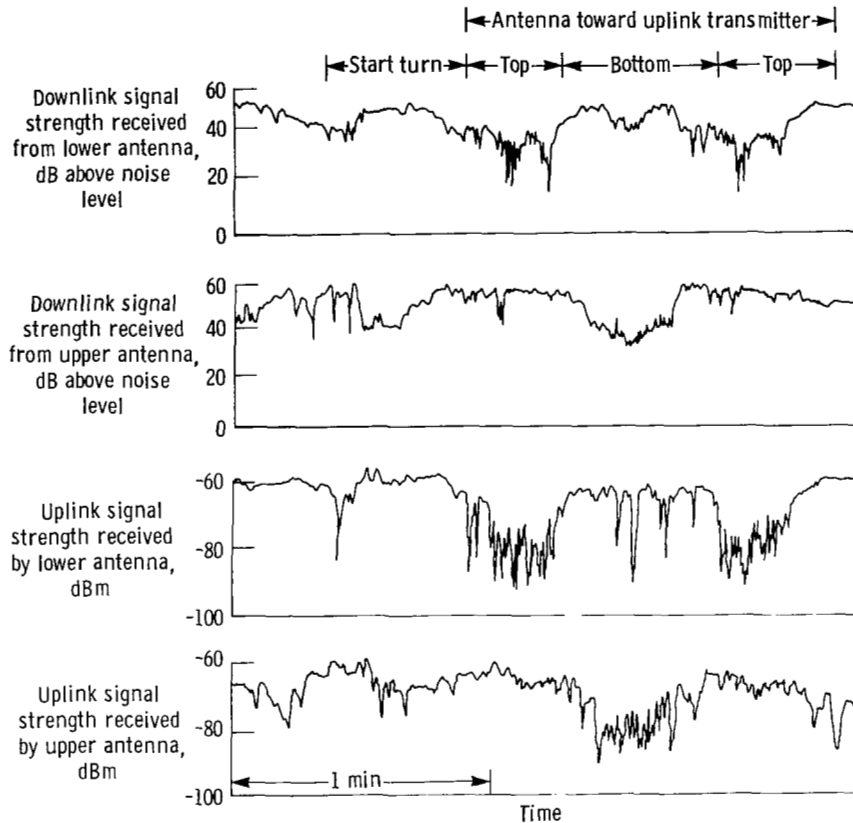 Antenna toward uplink transmitter
Start turn
Top
Bottom
Top
Downlink signal
strength received
from lower antenna,
dB above noise
level
60
40
20
0
Downlink signal
strength received
from upper antenna,
dB above noise
level
60
40
20
0
Uplink signal
strength received
by lower antenna,
dBm
-60
-80
-100
Uplink signal
strength received
by upper antenna,
dBm
-60
-80
-100
1 min
Time